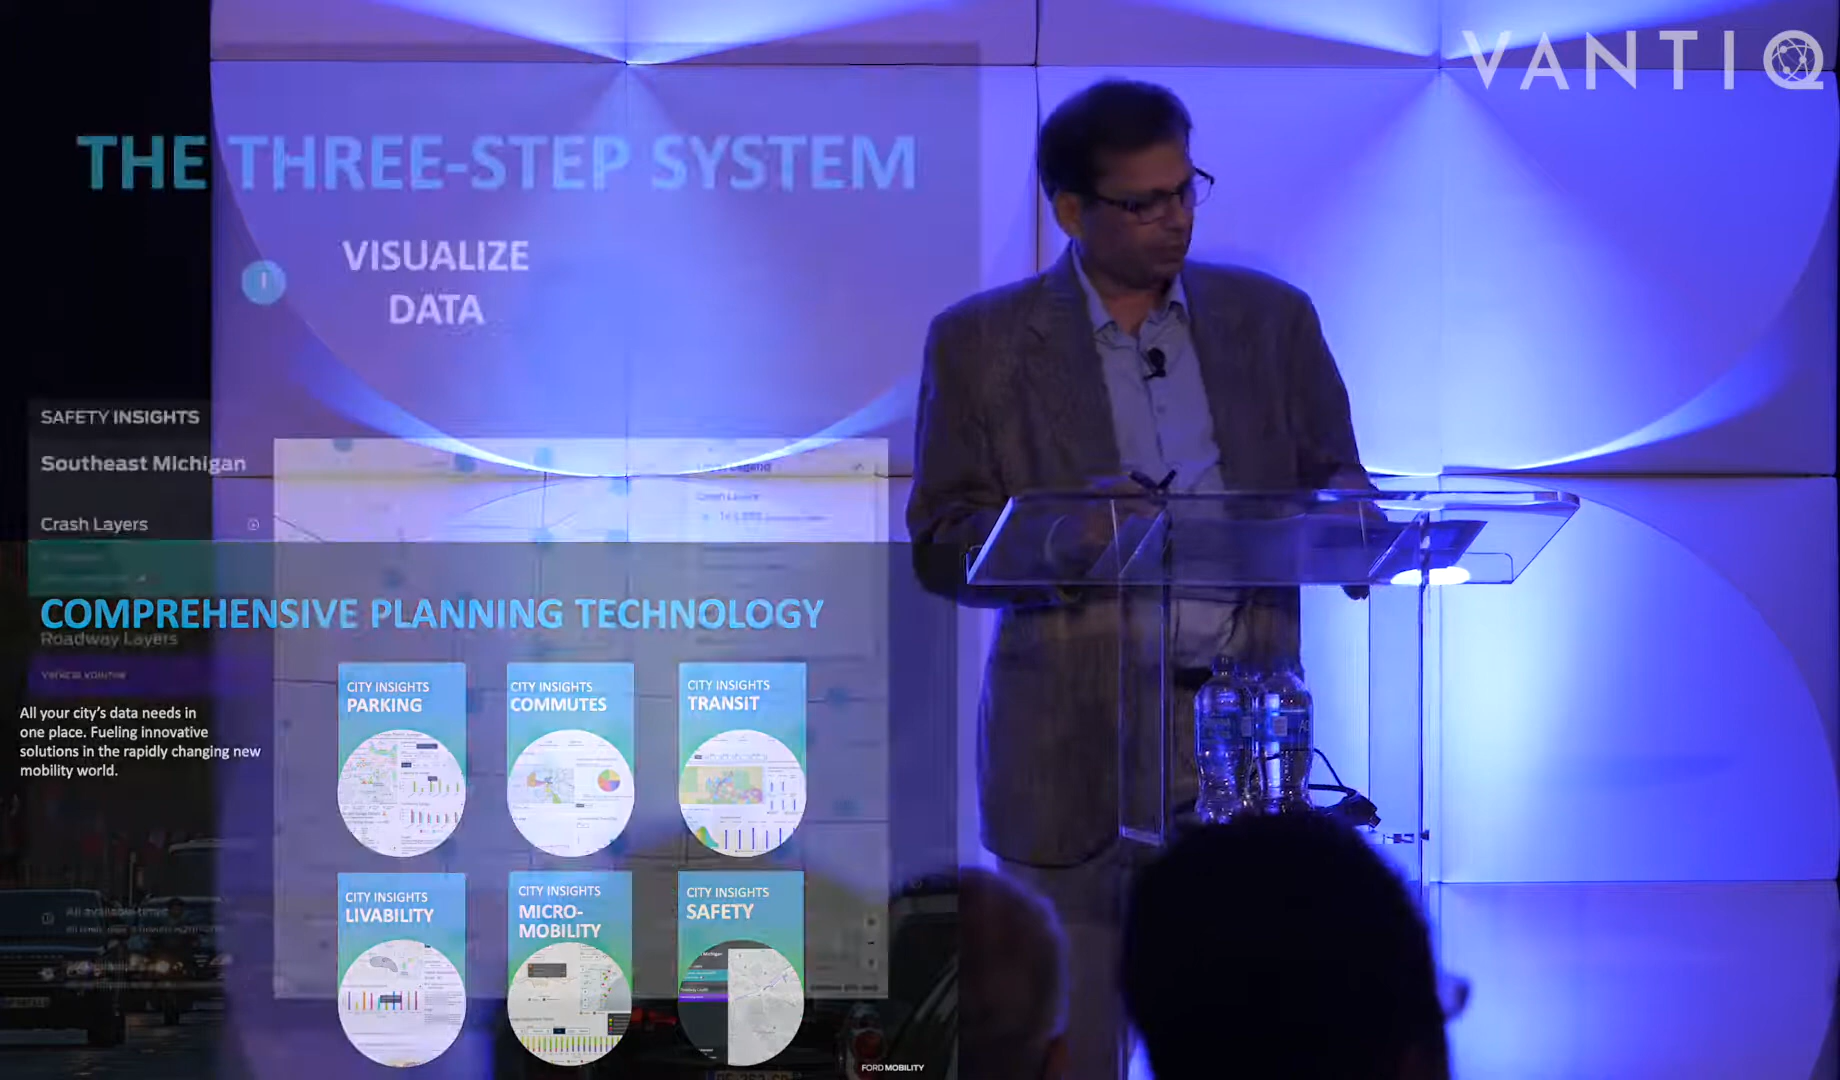 VANTIQ
THE THREE-STEP SYSTEM
VISUALIZE
DATA
SAFETY INSIGHTS
Southeast Michigan
Crash Layers
COMPREHENSIVE PLANNING TECHNOLOGY
Roadway Layers
All your city's data needs in
one place. Fueling innovative
solutions in the rapidly changing new
mobility world.
CITY INSIGHTS
PARKING
CITY INSIGHTS
COMMUTES
CITY INSIGHTS
TRANSIT
CITY INSIGHTS
LIVABILITY
CITY INSIGHTS
MICRO-
MOBILITY
CITY INSIGHTS
SAFETY
FORD MOBILITY